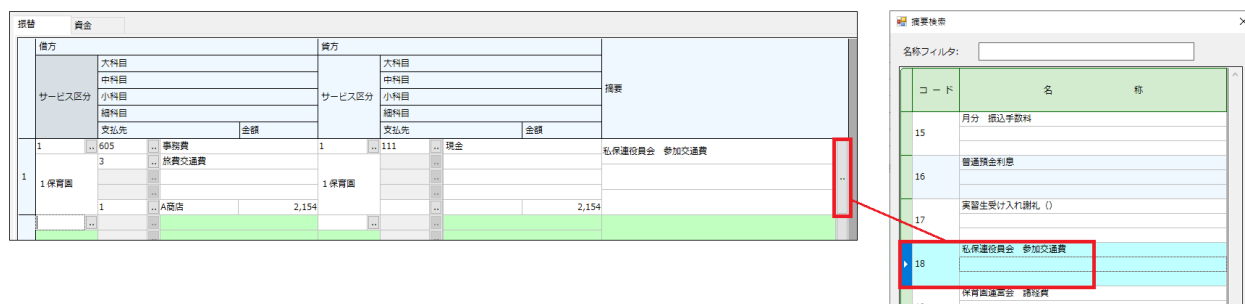 振替 資金
借方 貸方
サービス区分 大科目 サービス区分 大科目 摘要
中科目 中科目
小科目 小科目
細科目 細科目
支払先 金額 支払先 金額
1 .. 605 .. 事務費 1 .. 111 .. 現金 私保連役員会 参加交通費
3 .. 旅費交通費 ..
1 1保育園 .. 1保育園 .. ..
.. ..
1 .. A商店 2,154 .. 2,154
.. .. .. ..
摘要検索
名称フィルタ:
コード 名 称
15 月分 振込手数料
16 普通預金利息
17 実習生受け入れ謝礼()
18 私保連役員会 参加交通費
保育園運営会 諸経費